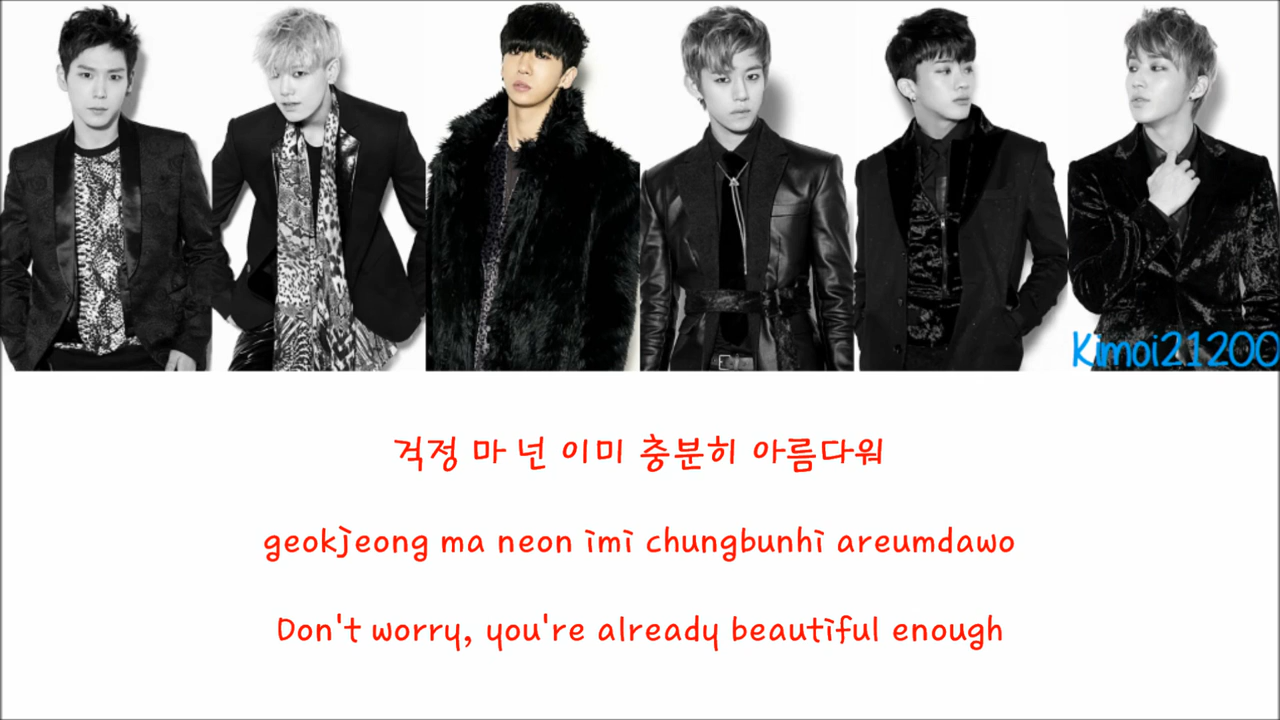 Kimoi21200
걱정 마 넌 이미 충분히 아름다워
geokjeong ma neon imi chungbunhi areumdawo
Don't worry, you're already beautiful enough